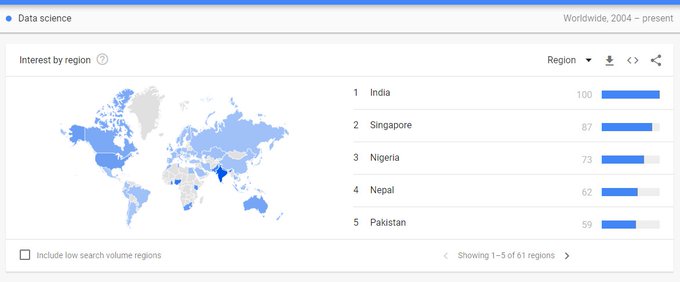 Data science
Worldwide, 2004 – present
Interest by region
Region
1 India 100
2 Singapore 87
3 Nigeria 73
4 Nepal 62
5 Pakistan 59
Include low search volume regions
Showing 1–5 of 61 regions